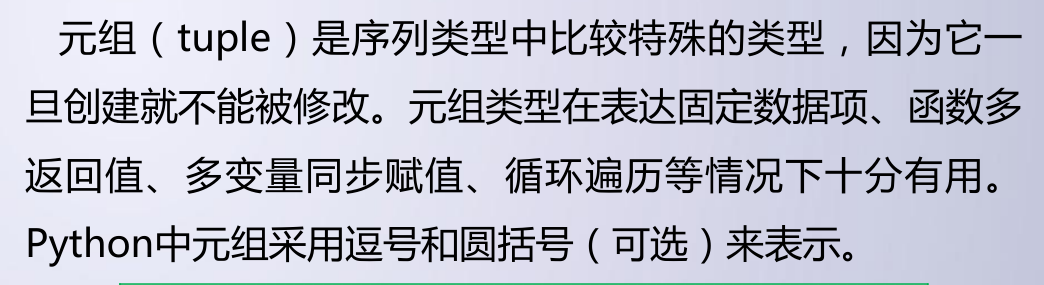 元组（tuple）是序列类型中比较特殊的类型，因为它一
旦创建就不能被修改。元组类型在表达固定数据项、函数多
返回值、多变量同步赋值、循环遍历等情况下十分有用。
Python中元组采用逗号和圆括号（可选）来表示。